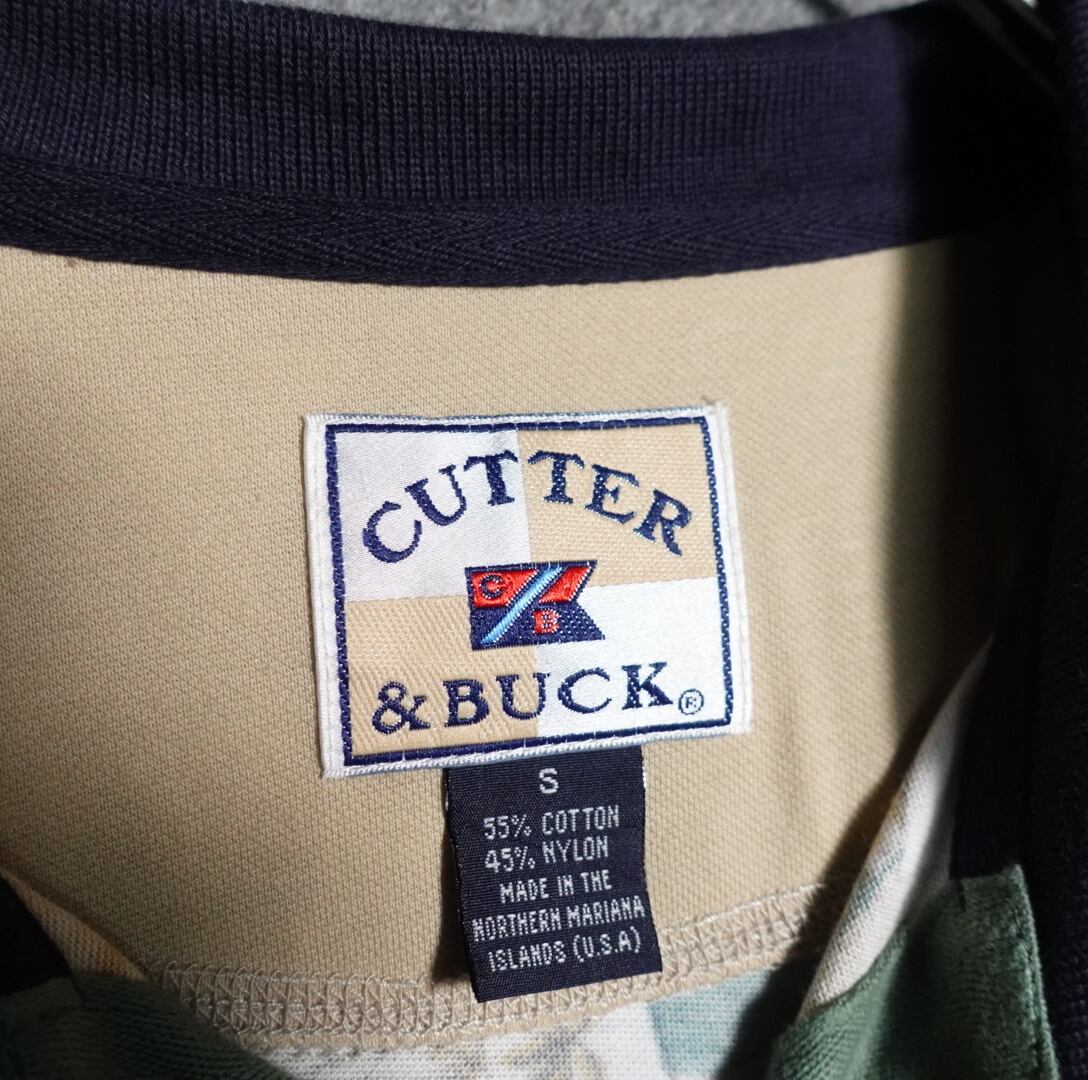 CUTTER
C
B
& BUCK®
S
55% COTTON
45% NYLON
MADE IN THE
NORTHERN MARIANA
ISLANDS (U.S.A)